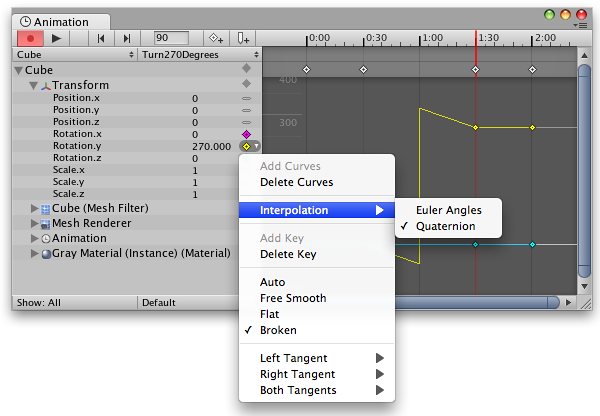 Animation
90
0:00 0:30 1:00 1:30 2:00
Cube Turn270Degrees
Cube
400
Transform
Position.x 0
Position.y 0
300
Position.z 0
Rotation.x 0
Rotation.y 270.000
Rotation.z 0
Add Curves
Scale.x 1
Delete Curves
Scale.y 1
Scale.z 1
Cube (Mesh Filter)
Interpolation
Euler Angles
Mesh Renderer
Quaternion
Animation
Add Key
Gray Material (Instance) (Material)
Delete Key
Auto
Show: All Default
Free Smooth
Flat
Broken
Left Tangent
Right Tangent
Both Tangents